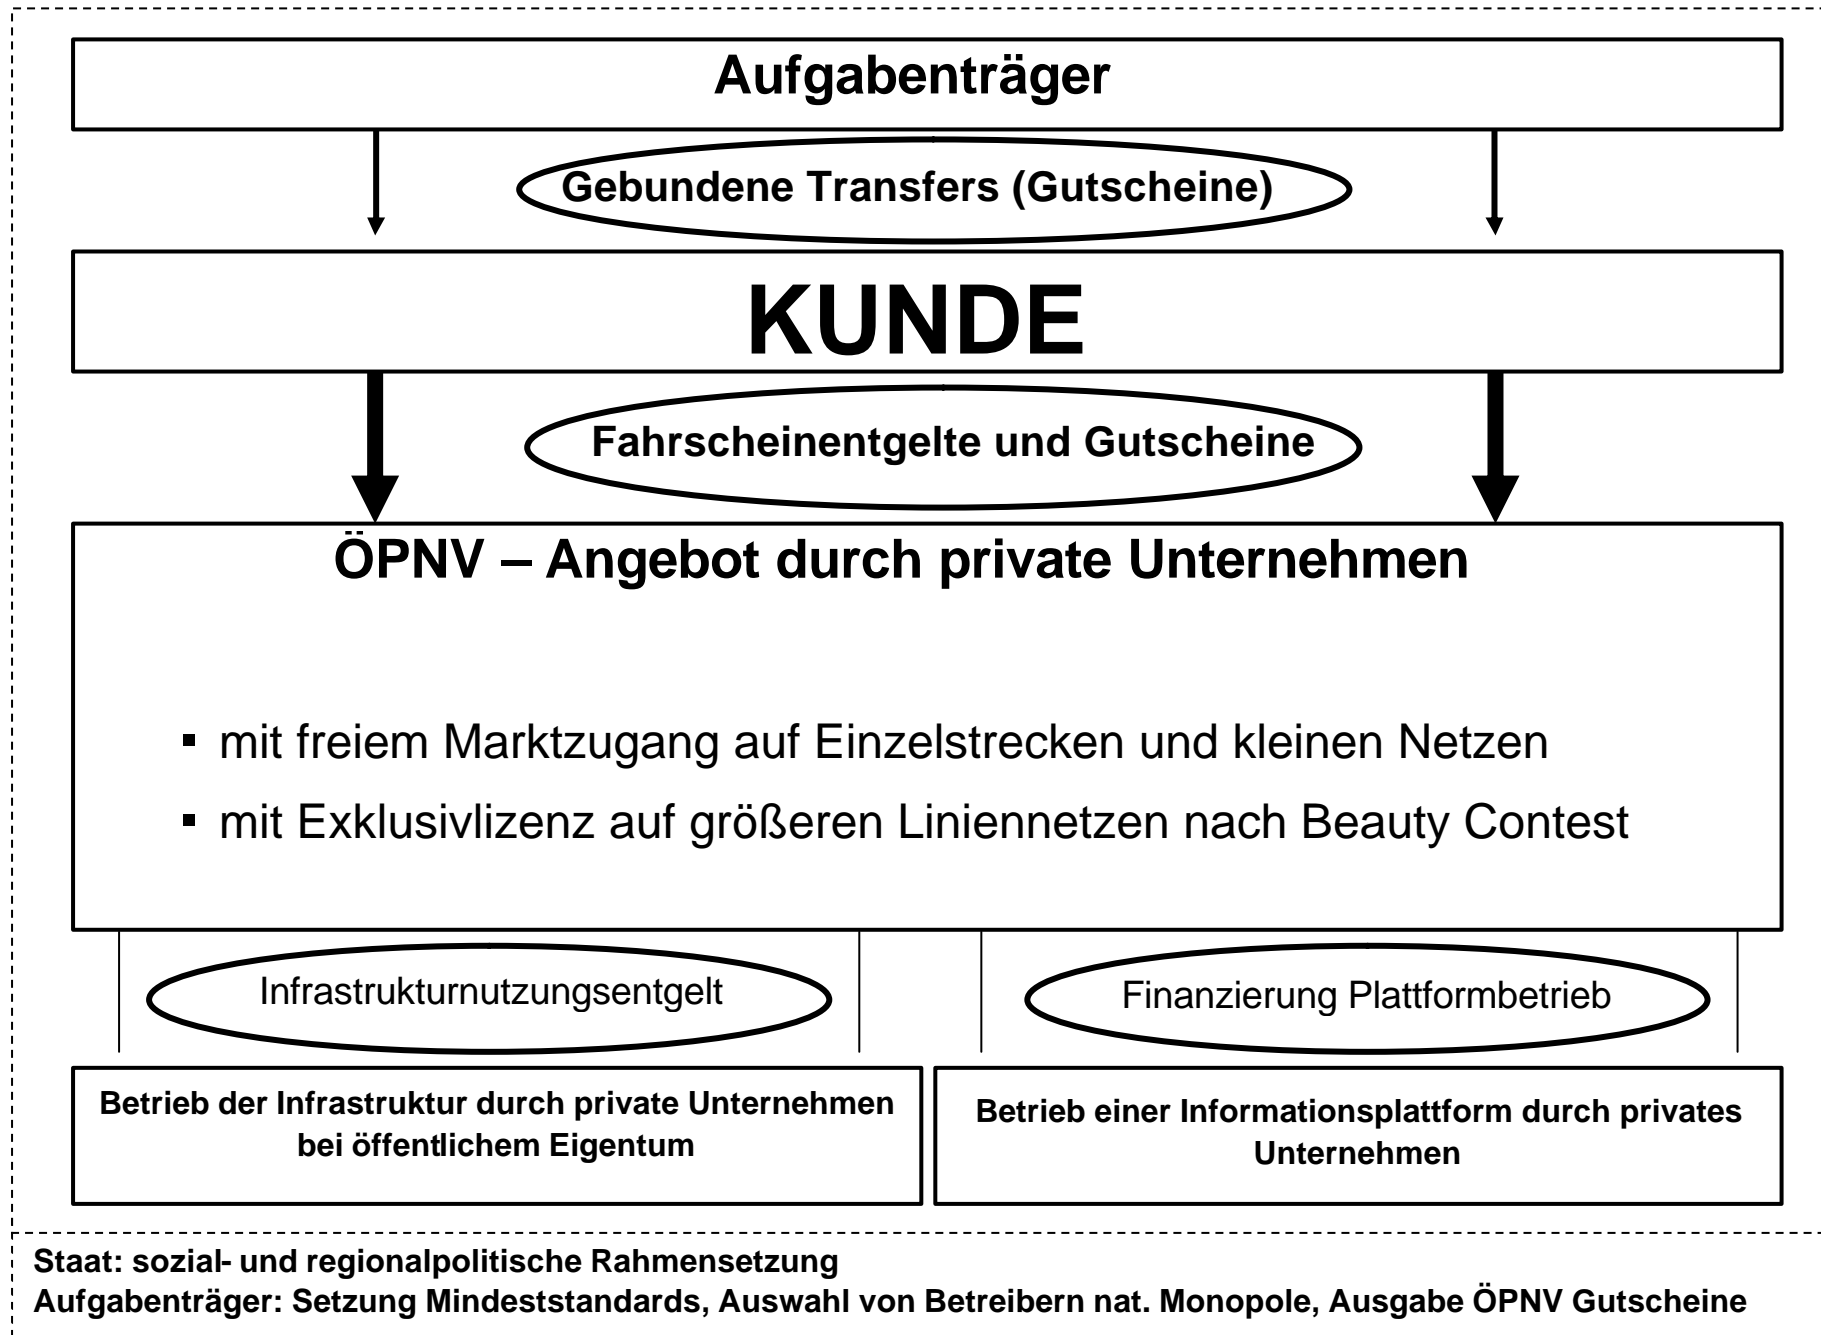 Aufgabenträger
Gebundene Transfers (Gutscheine)
KUNDE
Fahrscheinentgelte und Gutscheine
ÖPNV – Angebot durch private Unternehmen
▪ mit freiem Marktzugang auf Einzelstrecken und kleinen Netzen
▪ mit Exklusivlizenz auf größeren Liniennetzen nach Beauty Contest
Infrastrukturnutzungsentgelt
Finanzierung Plattformbetrieb
Betrieb der Infrastruktur durch private Unternehmen
bei öffentlichem Eigentum
Betrieb einer Informationsplattform durch privates
Unternehmen
Staat: sozial- und regionalpolitische Rahmensetzung
Aufgabenträger: Setzung Mindeststandards, Auswahl von Betreibern nat. Monopole, Ausgabe ÖPNV Gutscheine